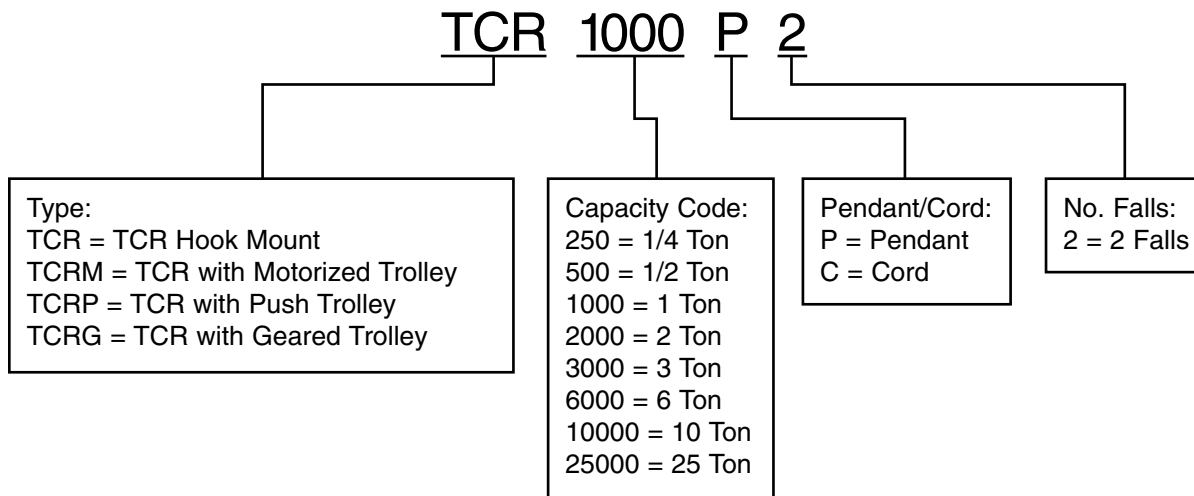 TCR 1000 P 2
Type:
TCR = TCR Hook Mount
TCRM = TCR with Motorized Trolley
TCRP = TCR with Push Trolley
TCRG = TCR with Geared Trolley
Capacity Code:
250 = 1/4 Ton
500 = 1/2 Ton
1000 = 1 Ton
2000 = 2 Ton
3000 = 3 Ton
6000 = 6 Ton
10000 = 10 Ton
25000 = 25 Ton
Pendant/Cord:
P = Pendant
C = Cord
No. Falls:
2 = 2 Falls